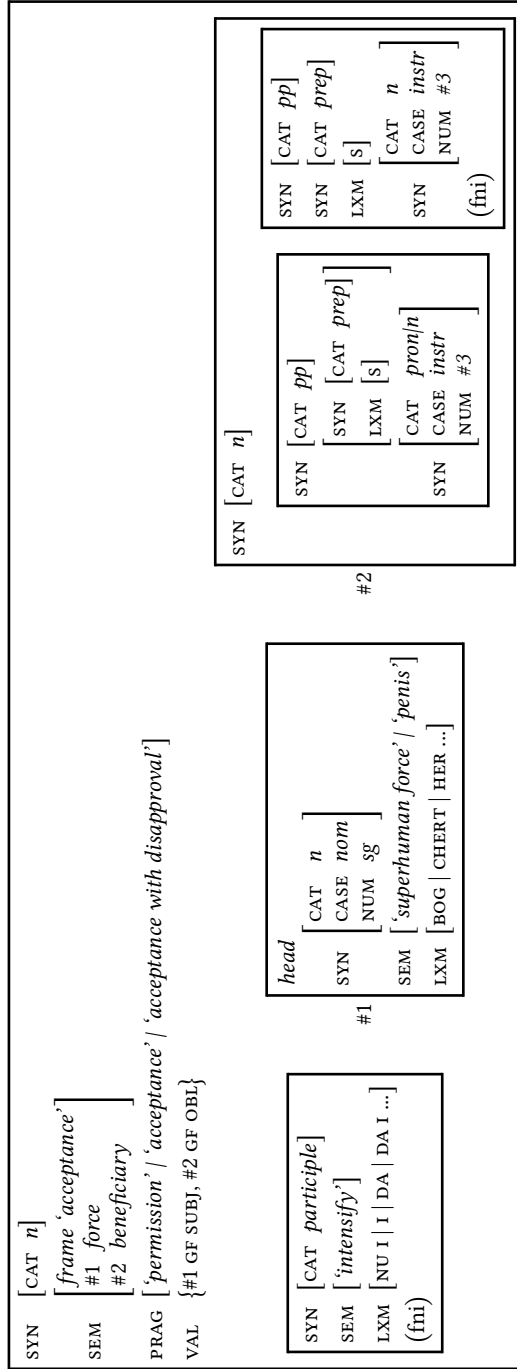 SYN [CAT n]
SEM [frame ‘acceptance’
#1 force
#2 beneficiary]
PRAG [‘permission’ | ‘acceptance’ | ‘acceptance with disapproval’]
VAL {#1 GF SUBJ, #2 GF OBL}
SYN [CAT participle]
SEM [‘intensify’]
LXM [NU I | I | DA | DA I ...]
(fni)
#1
head
SYN [CAT n
CASE nom
NUM sg]
SEM [‘superhuman force’ | ‘penis’]
LXM [BOG | CHERT | HER ...]
#2
SYN [CAT n]
SYN [CAT pp]
[SYN [CAT prep]
LXM [s]]
SYN [CAT pron|n
CASE instr
NUM #3]
SYN [CAT pp]
SYN [CAT prep]
LXM [s]
SYN [CAT n
CASE instr
NUM #3]
(fni)